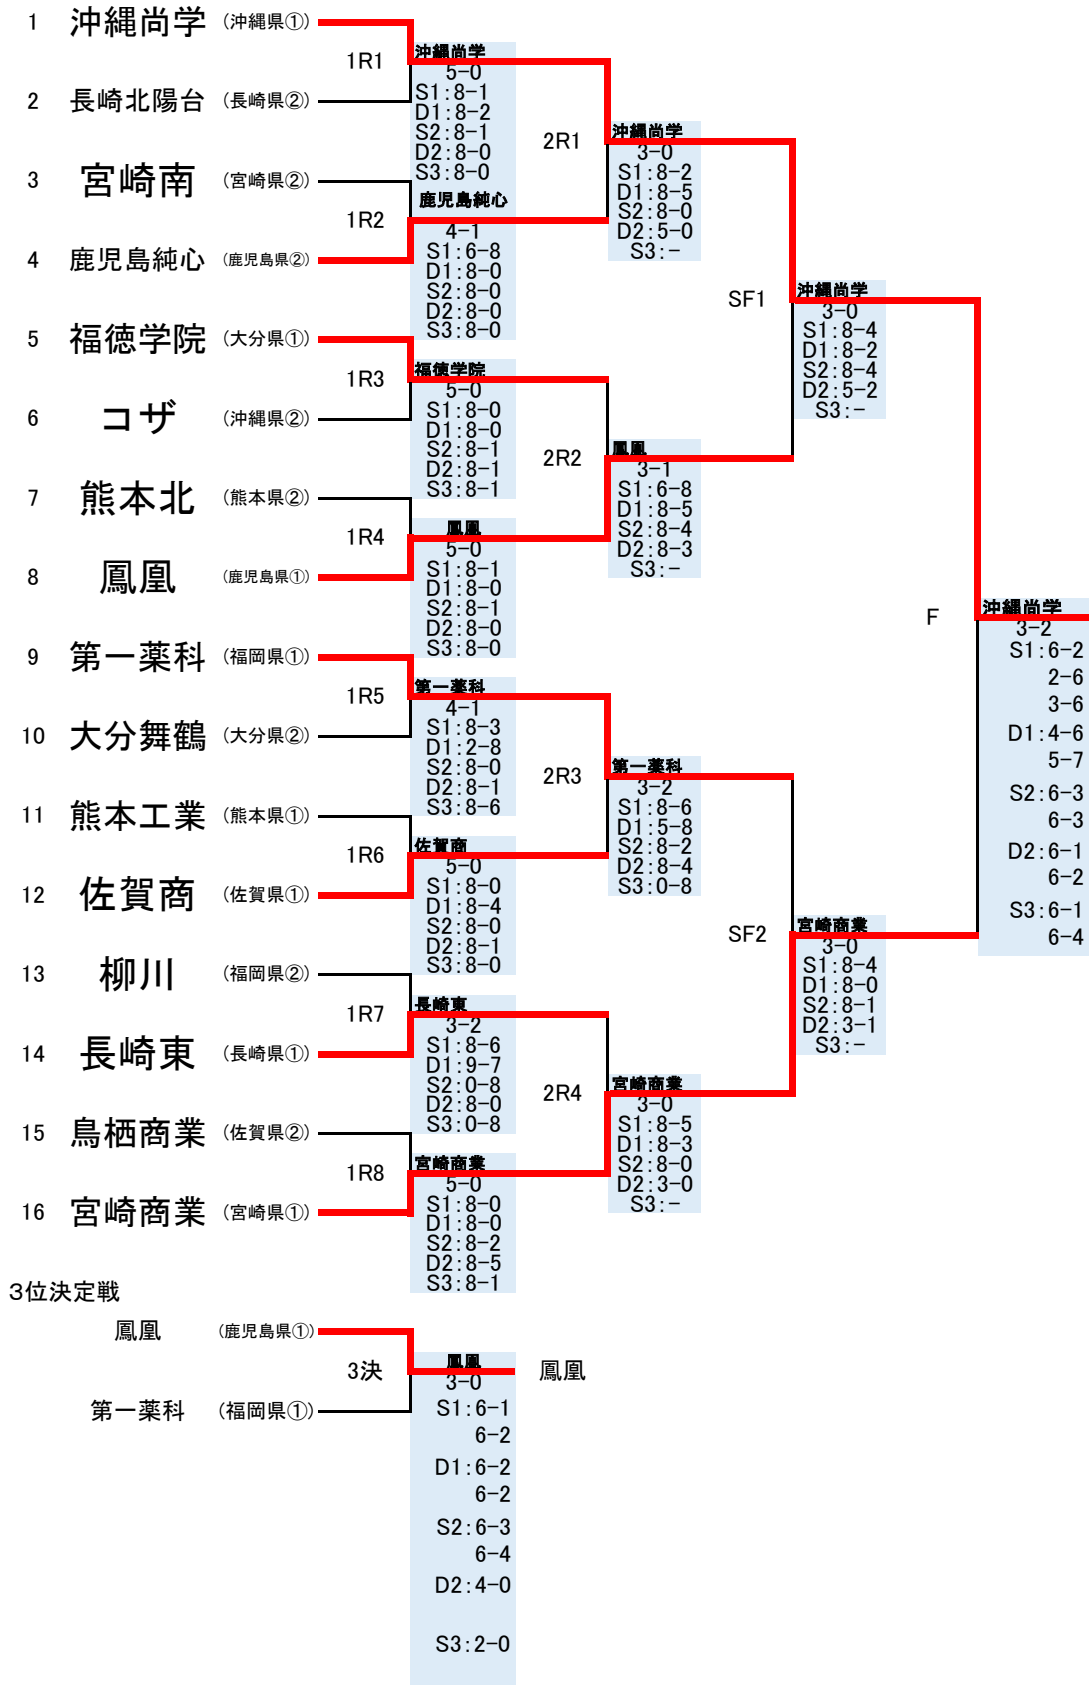 1 沖縄尚学 (沖縄県①)
1R1
2 長崎北陽台 (長崎県②)
3 宮崎南 (宮崎県②)
1R2
4 鹿児島純心 (鹿児島県②)
5 福徳学院 (大分県①)
1R3
6 コザ (沖縄県②)
7 熊本北 (熊本県②)
1R4
8 鳳凰 (鹿児島県①)
9 第一薬科 (福岡県①)
1R5
10 大分舞鶴 (大分県②)
11 熊本工業 (熊本県①)
1R6
12 佐賀商 (佐賀県①)
13 柳川 (福岡県②)
1R7
14 長崎東 (長崎県①)
15 鳥栖商業 (佐賀県②)
1R8
16 宮崎商業 (宮崎県①)
沖縄尚学
5-0
S1:8-1
D1:8-2
S2:8-1
D2:8-0
S3:8-0
鹿児島純心
4-1
S1:6-8
D1:8-0
S2:8-0
D2:8-0
S3:8-0
福徳学院
5-0
S1:8-0
D1:8-0
S2:8-1
D2:8-1
S3:8-1
鳳凰
5-0
S1:8-1
D1:8-0
S2:8-1
D2:8-0
S3:8-0
第一薬科
4-1
S1:8-3
D1:2-8
S2:8-0
D2:8-1
S3:8-6
佐賀商
5-0
S1:8-0
D1:8-4
S2:8-0
D2:8-1
S3:8-0
長崎東
3-2
S1:8-6
D1:9-7
S2:0-8
D2:8-0
S3:0-8
宮崎商業
5-0
S1:8-0
D1:8-0
S2:8-2
D2:8-5
S3:8-1
2R1
沖縄尚学
3-0
S1:8-2
D1:8-5
S2:8-0
D2:5-0
S3:-
2R2
鳳凰
3-1
S1:6-8
D1:8-5
S2:8-4
D2:8-3
S3:-
2R3
第一薬科
3-2
S1:8-6
D1:5-8
S2:8-2
D2:8-4
S3:0-8
2R4
宮崎商業
3-0
S1:8-5
D1:8-3
S2:8-0
D2:3-0
S3:-
SF1
沖縄尚学
3-0
S1:8-4
D1:8-2
S2:8-4
D2:5-2
S3:-
SF2
宮崎商業
3-0
S1:8-4
D1:8-0
S2:8-1
D2:3-1
S3:-
F
沖縄尚学
3-2
S1:6-2
2-6
3-6
D1:4-6
5-7
S2:6-3
6-3
D2:6-1
6-2
S3:6-1
6-4
3位決定戦
鳳凰 (鹿児島県①)
3決
第一薬科 (福岡県①)
鳳凰
3-0
S1:6-1
6-2
D1:6-2
6-2
S2:6-3
6-4
D2:4-0
S3:2-0
鳳凰